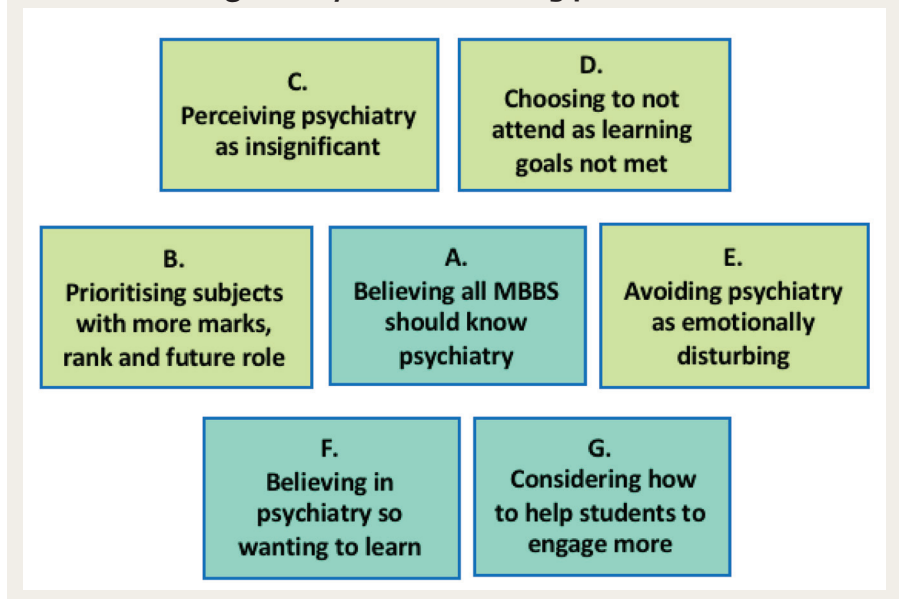 C.
Perceiving psychiatry
as insignificant
D.
Choosing to not
attend as learning
goals not met
B.
Prioritising subjects
with more marks,
rank and future role
A.
Believing all MBBS
should know
psychiatry
E.
Avoiding psychiatry
as emotionally
disturbing
F.
Believing in
psychiatry so
wanting to learn
G.
Considering how
to help students to
engage more